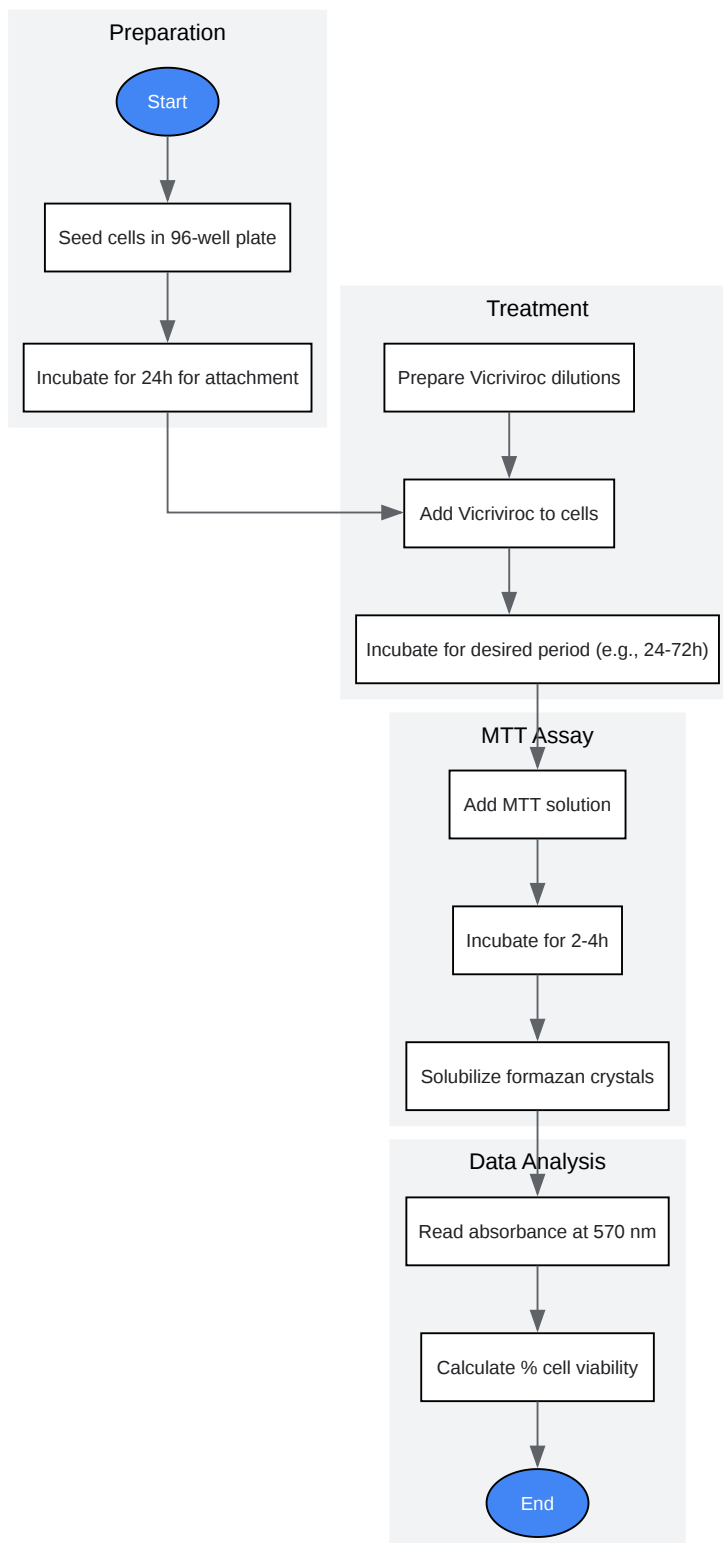 Preparation
Start
Seed cells in 96-well plate
Incubate for 24h for attachment
Treatment
Prepare Vicriviroc dilutions
Add Vicriviroc to cells
Incubate for desired period (e.g., 24-72h)
MTT Assay
Add MTT solution
Incubate for 2-4h
Solubilize formazan crystals
Data Analysis
Read absorbance at 570 nm
Calculate % cell viability
End